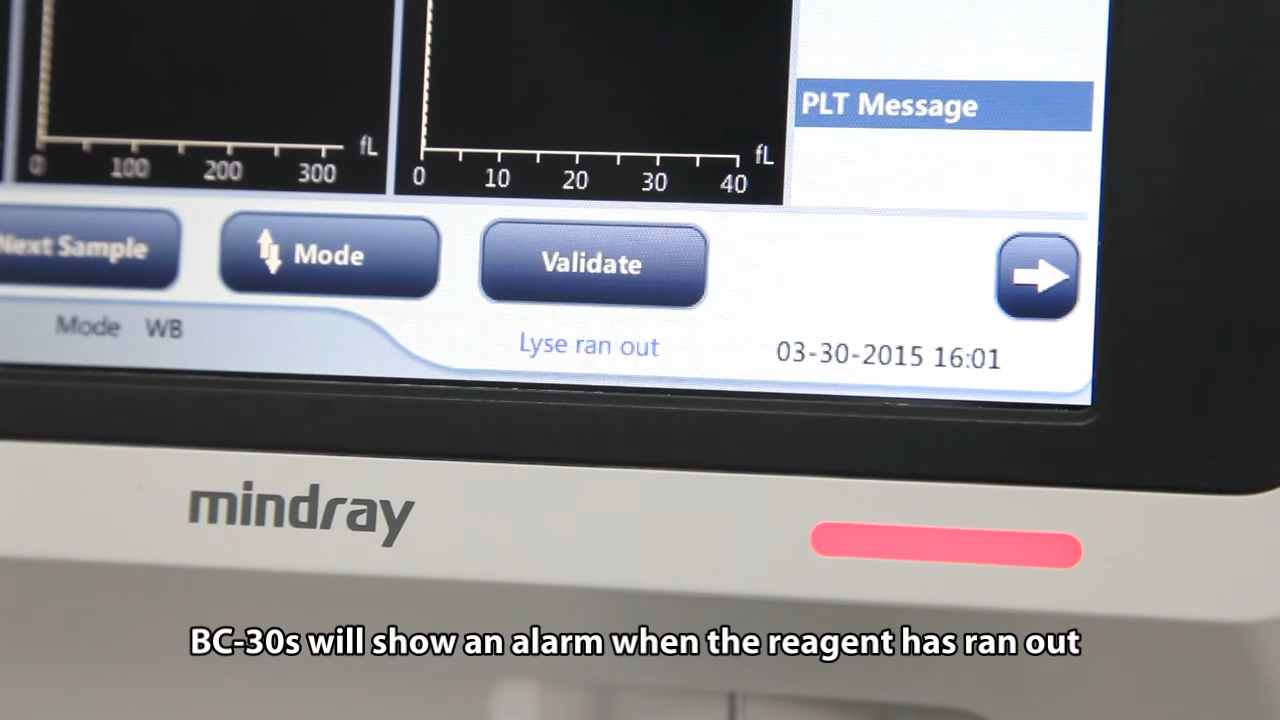 PLT Message
fL
0 100 200 300
fL
0 10 20 30 40
Next Sample
Mode
Validate
Mode WB
Lyse ran out
03-30-2015 16:01
mindray
BC-30s will show an alarm when the reagent has ran out